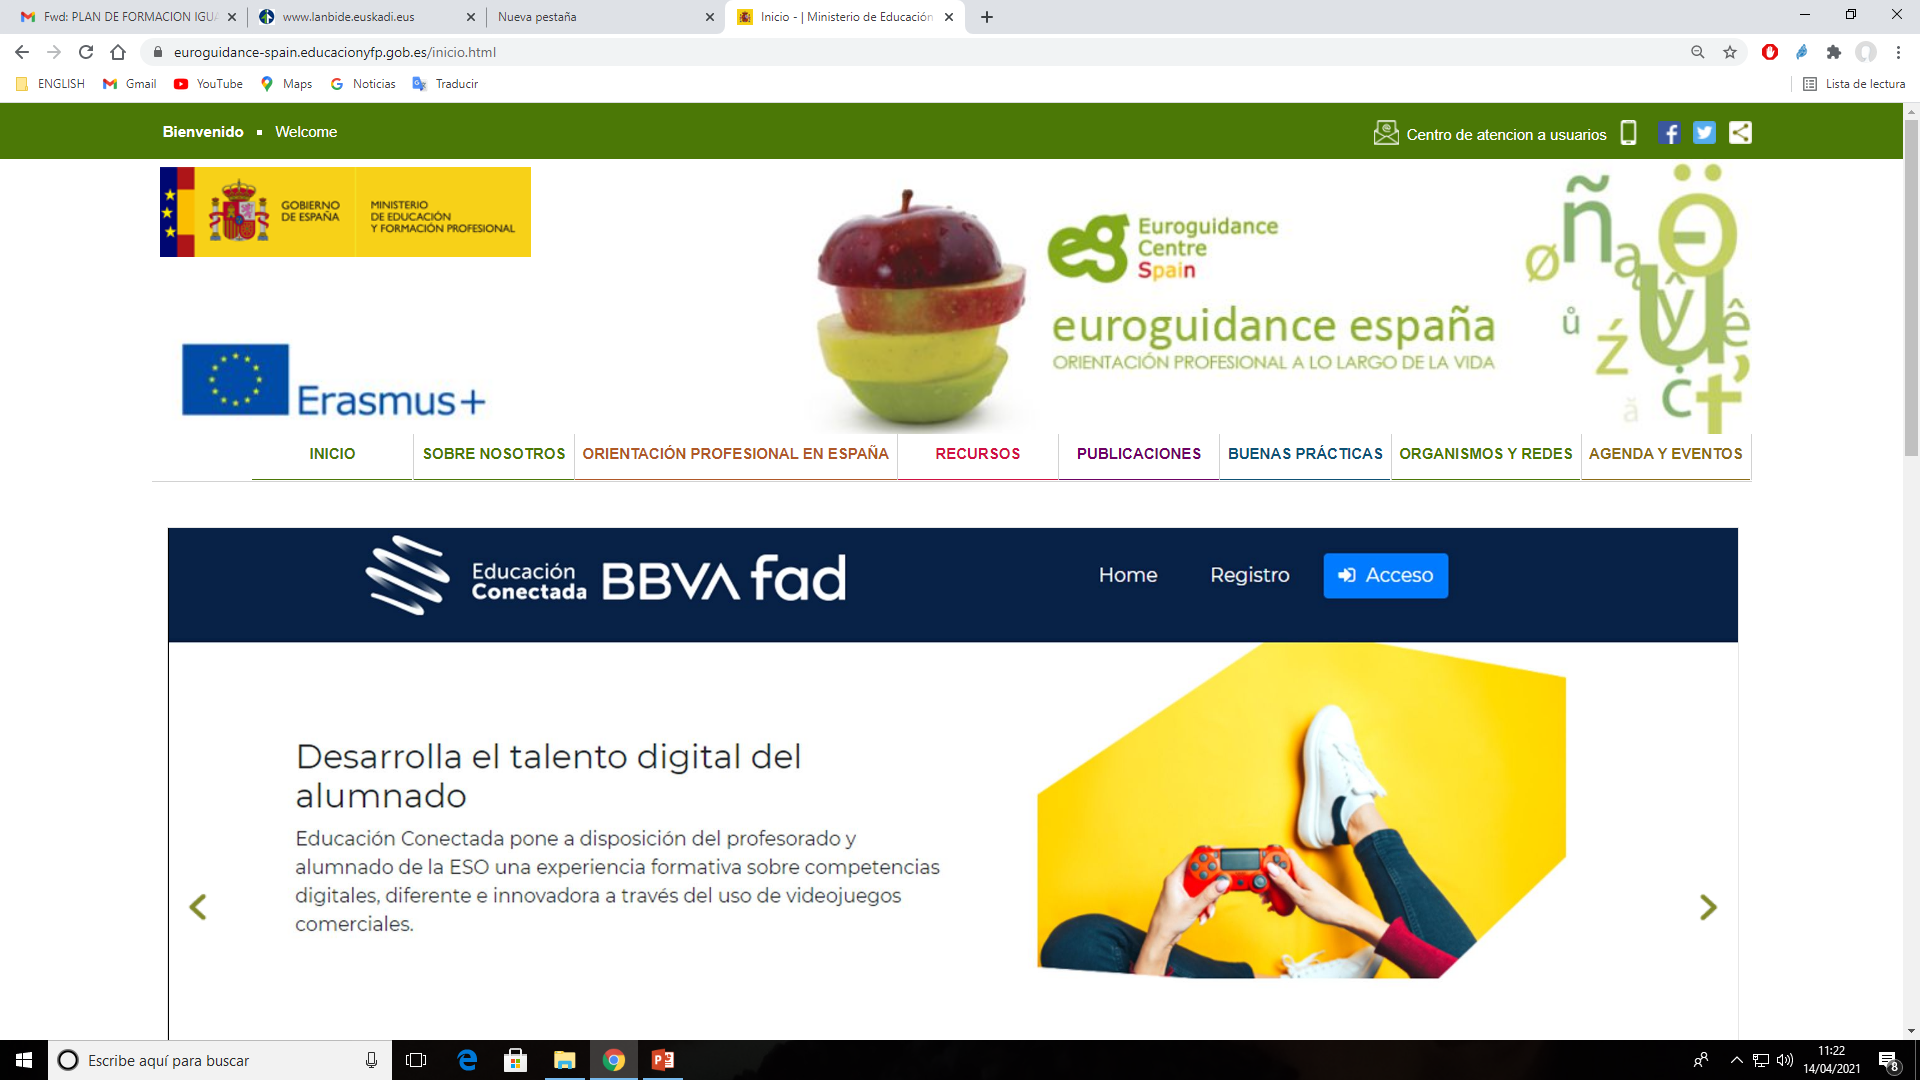 Fwd: PLAN DE FORMACION IGUA
www.lanbide.euskadi.eus
Nueva pestaña
Inicio - | Ministerio de Educación
euroguidance-spain.educacionyfp.gob.es/inicio.html
ENGLISH
Gmail
YouTube
Maps
Noticias
Traducir
Lista de lectura
Bienvenido
Welcome
Centro de atencion a usuarios
GOBIERNO
DE ESPAÑA
MINISTERIO
DE EDUCACIÓN
Y FORMACIÓN PROFESIONAL
Erasmus+
eg
Euroguidance
Centre
Spain
euroguidance españa
ORIENTACIÓN PROFESIONAL A LO LARGO DE LA VIDA
INICIO
SOBRE NOSOTROS
ORIENTACIÓN PROFESIONAL EN ESPAÑA
RECURSOS
PUBLICACIONES
BUENAS PRÁCTICAS
ORGANISMOS Y REDES
AGENDA Y EVENTOS
Educación
Conectada
BBVA
fad
Home
Registro
Acceso
Desarrolla el talento digital del
alumnado
Educación Conectada pone a disposición del profesorado y
alumnado de la ESO una experiencia formativa sobre competencias
digitales, diferente e innovadora a través del uso de videojuegos
comerciales.
Escribe aquí para buscar
11:22
14/04/2021
8